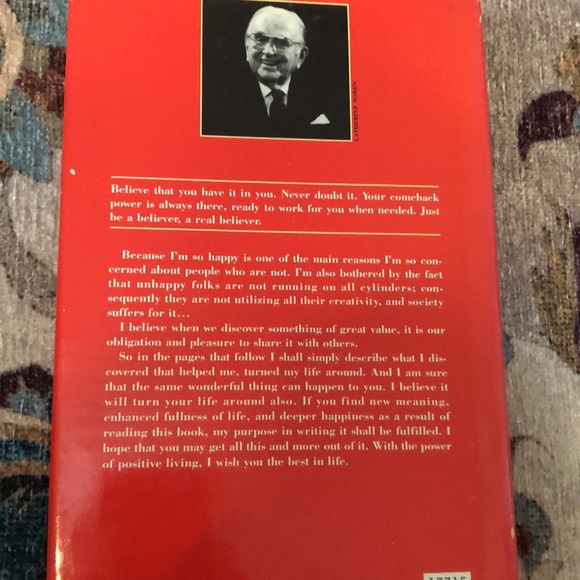 CATHERINE NOREN
Believe that you have it in you. Never doubt it. Your comeback
power is always there, ready to work for you when needed. Just
be a believer, a real believer.
Because I'm so happy is one of the main reasons I'm so con-
cerned about people who are not. I'm also bothered by the fact
that unhappy folks are not running on all cylinders; con-
sequently they are not utilizing all their creativity, and society
suffers for it...
I believe when we discover something of great value, it is our
obligation and pleasure to share it with others.
So in the pages that follow I shall simply describe what I dis-
covered that helped me, turned my life around. And I am
sure that the same wonderful thing can happen to you. I believe it
will turn your life around also. If you find new meaning,
enhanced fullness of life, and deeper happiness as a result of
reading this book, my purpose in writing it shall be fulfilled. I
hope that you may get all this and more out of it. With the power
of positive living, I wish you the best in life.